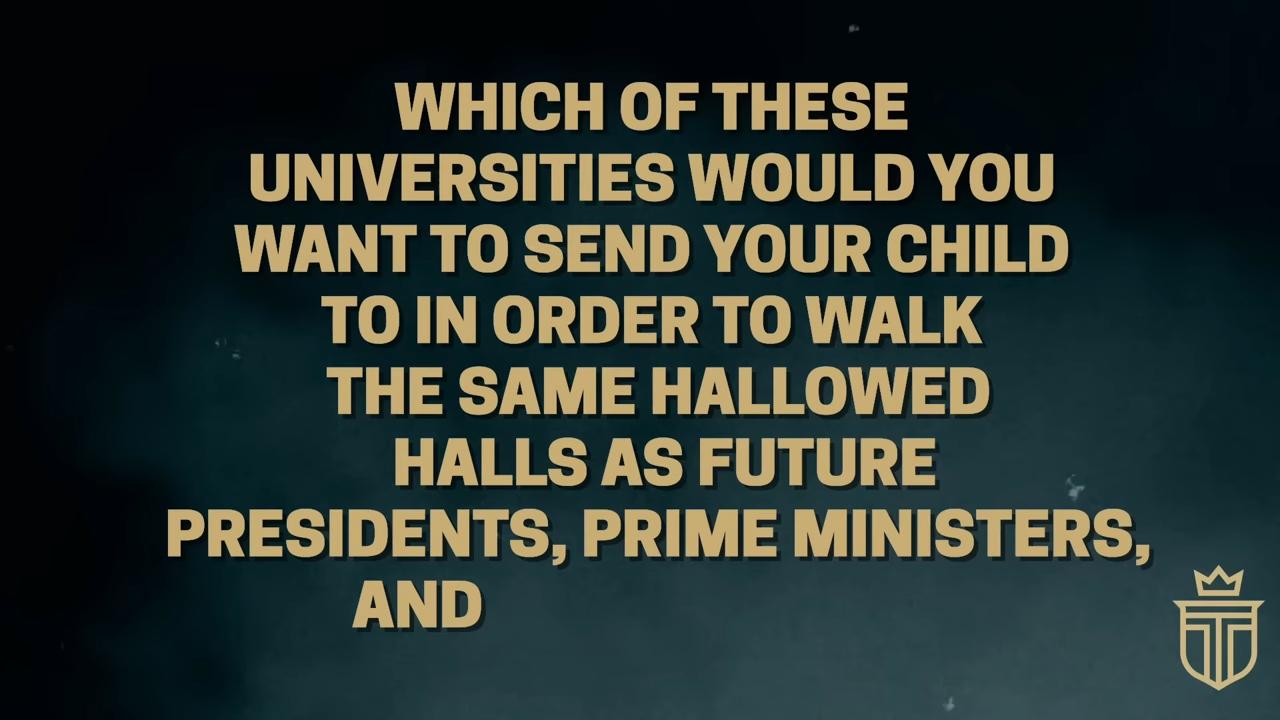 WHICH OF THESE
UNIVERSITIES WOULD YOU
WANT TO SEND YOUR CHILD
TO IN ORDER TO WALK
THE SAME HALLOWED
HALLS AS FUTURE
PRESIDENTS, PRIME MINISTERS,
AND